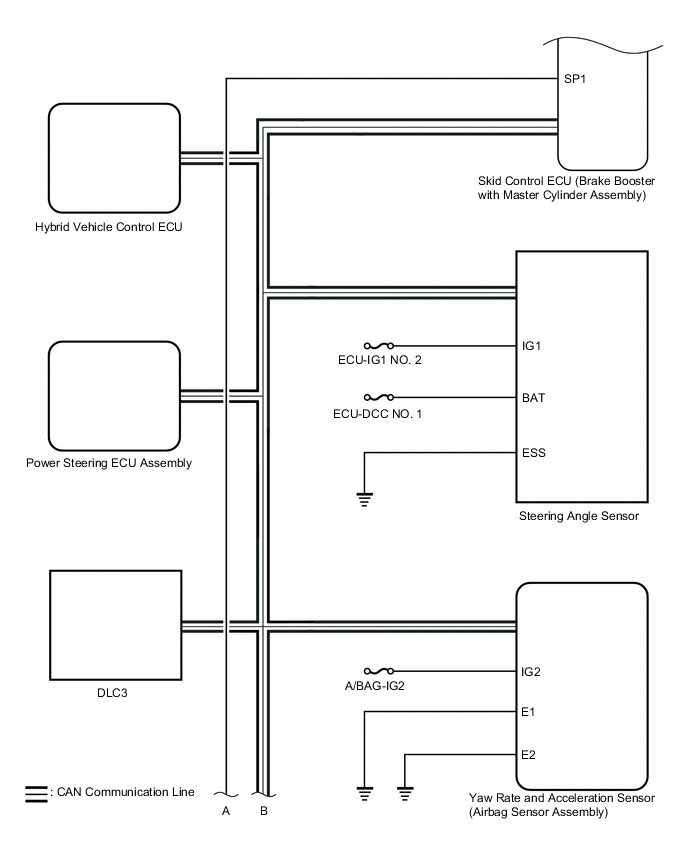 SP1
Skid Control ECU (Brake Booster
with Master Cylinder Assembly)
Hybrid Vehicle Control ECU
IG1
ECU-IG1 NO. 2
BAT
ECU-DCC NO. 1
ESS
Power Steering ECU Assembly
Steering Angle Sensor
IG2
A/BAG-IG2
DLC3
E1
E2
: CAN Communication Line
Yaw Rate and Acceleration Sensor
(Airbag Sensor Assembly)
A
B